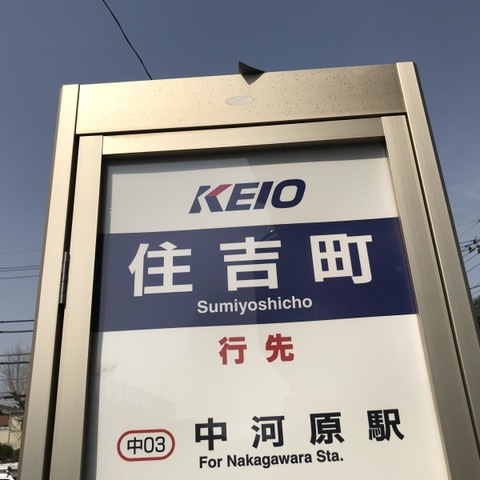 KEIO
住吉町
Sumiyoshicho
行先
中03 中河原駅
For Nakagawara Sta.